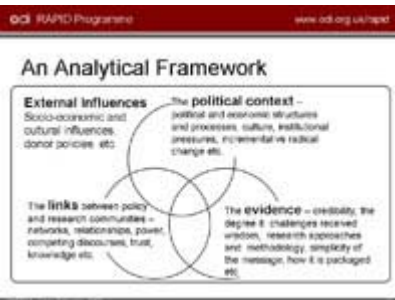 odi RAPID Programme
www.odi.org.uk/rapid
An Analytical Framework
External Influences
Socio-economic and
cultural influences,
donor policies etc
The political context –
political and economic structures
and processes, culture, institutional
pressures, incremental vs radical
change etc.
The links between policy
and research communities –
networks, relationships, power,
competing discourses, trust,
knowledge etc.
The evidence – credibility, the
degree it challenges received
wisdom, research approaches
and methodology, simplicity of
the message, how it is packaged
etc